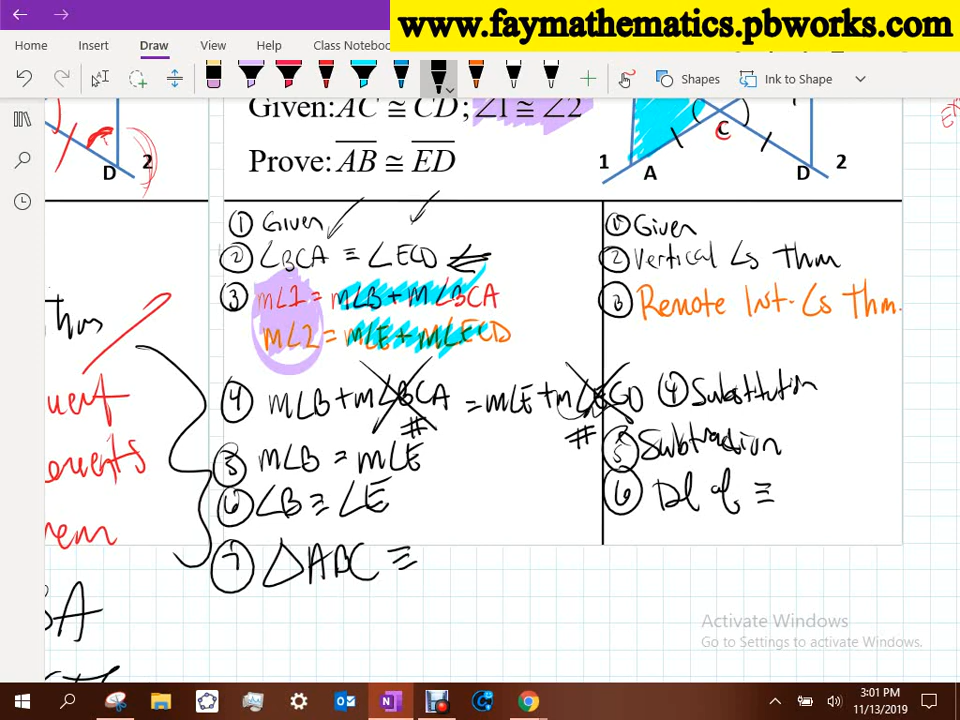 www.faymathematics.pbworks.com
Home Insert Draw View Help Class Notebook
Shapes Ink to Shape
Given: AC ≅ CD; ∠1 ≅ ∠2
Prove: AB ≅ ED
D 2
C
1 A D 2
① Given
① Given
② ∠BCA ≅ ∠ECD
② Vertical ∠s Thm
③ m∠1 = m∠B + m∠BCA
③ Remote Int. ∠s Thm.
m∠2 = m∠E + m∠ECD
④ m∠B + m∠BCA = m∠E + m∠ECD
④ Substitution
# #
⑤ m∠B = m∠E
⑤ Subtraction
⑥ ∠B ≅ ∠E
⑥ Df of ≅
⑦ △ABC ≅
Activate Windows
Go to Settings to activate Windows.
3:01 PM
11/13/2019